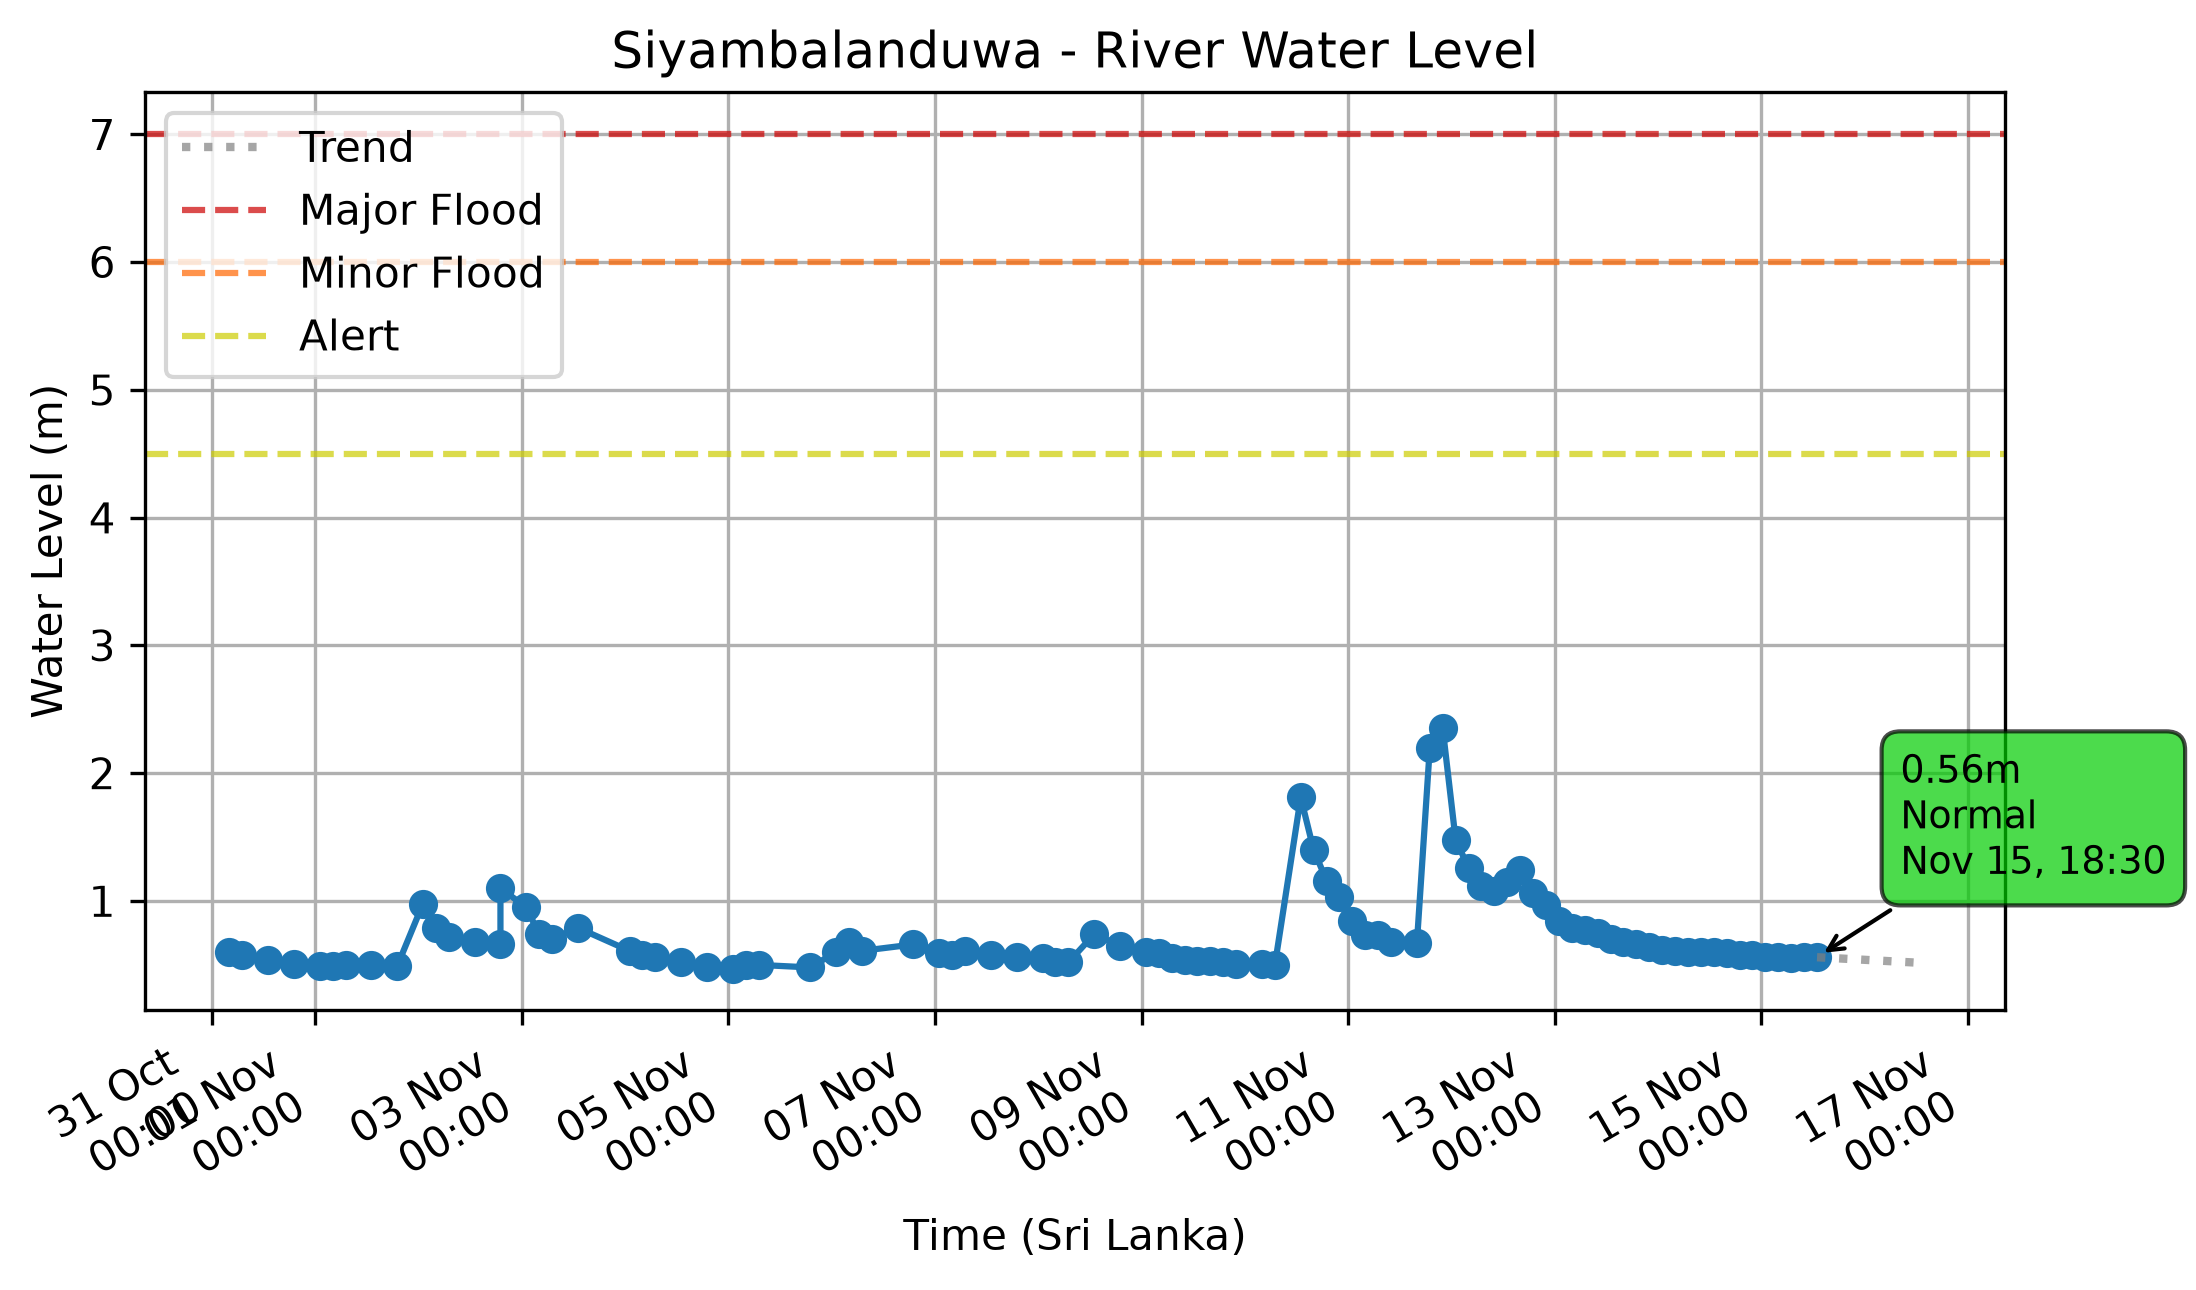 Siyambalanduwa - River Water Level
Trend
Major Flood
Minor Flood
Alert
Water Level (m)
7
6
5
4
3
2
1
0.56m
Normal
Nov 15, 18:30
31 Oct
00:00
01 Nov
00:00
03 Nov
00:00
05 Nov
00:00
07 Nov
00:00
09 Nov
00:00
11 Nov
00:00
13 Nov
00:00
15 Nov
00:00
17 Nov
00:00
Time (Sri Lanka)